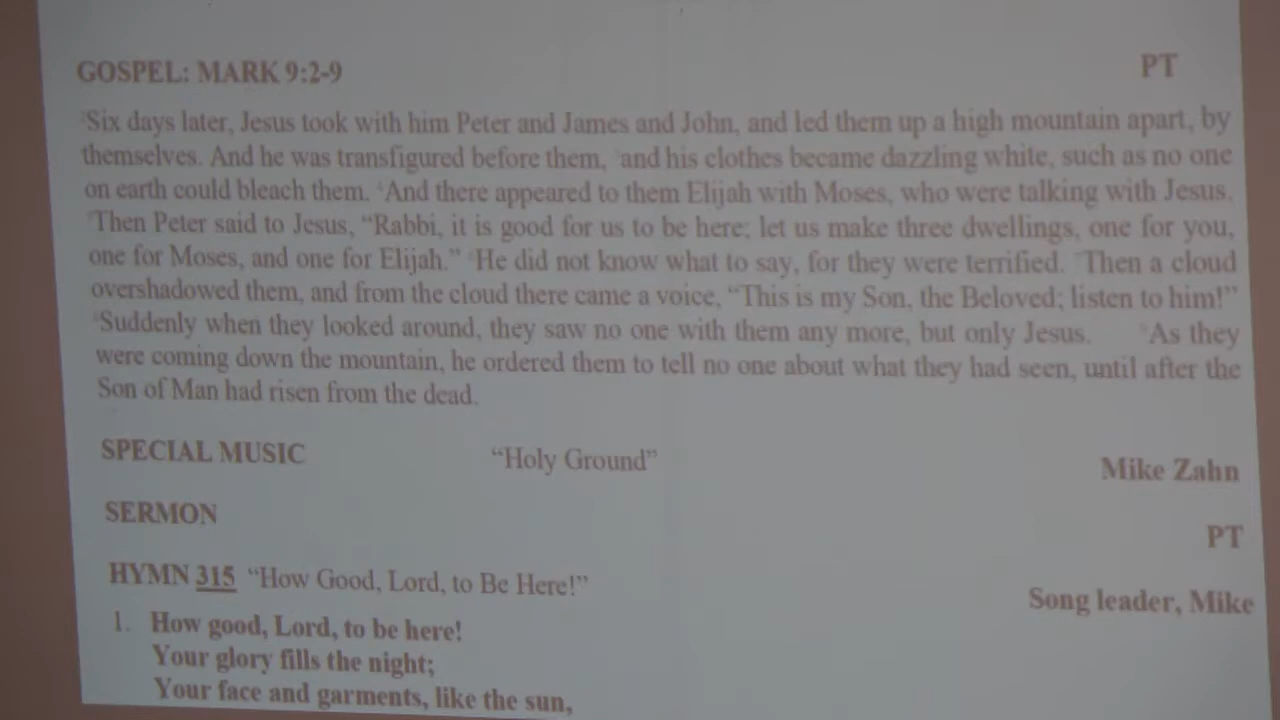 GOSPEL: MARK 9:2-9 PT
Six days later, Jesus took with him Peter and James and John, and led them up a high mountain apart, by
themselves. And he was transfigured before them, and his clothes became dazzling white, such as no one
on earth could bleach them. And there appeared to them Elijah with Moses, who were talking with Jesus.
Then Peter said to Jesus, “Rabbi, it is good for us to be here; let us make three dwellings, one for you,
one for Moses, and one for Elijah.” He did not know what to say, for they were terrified. Then a cloud
overshadowed them, and from the cloud there came a voice, “This is my Son, the Beloved; listen to him!”
Suddenly when they looked around, they saw no one with them any more, but only Jesus. As they
were coming down the mountain, he ordered them to tell no one about what they had seen, until after the
Son of Man had risen from the dead.
SPECIAL MUSIC “Holy Ground” Mike Zahn
SERMON PT
HYMN 315 “How Good, Lord, to Be Here!” Song leader, Mike
1. How good, Lord, to be here!
Your glory fills the night;
Your face and garments, like the sun,